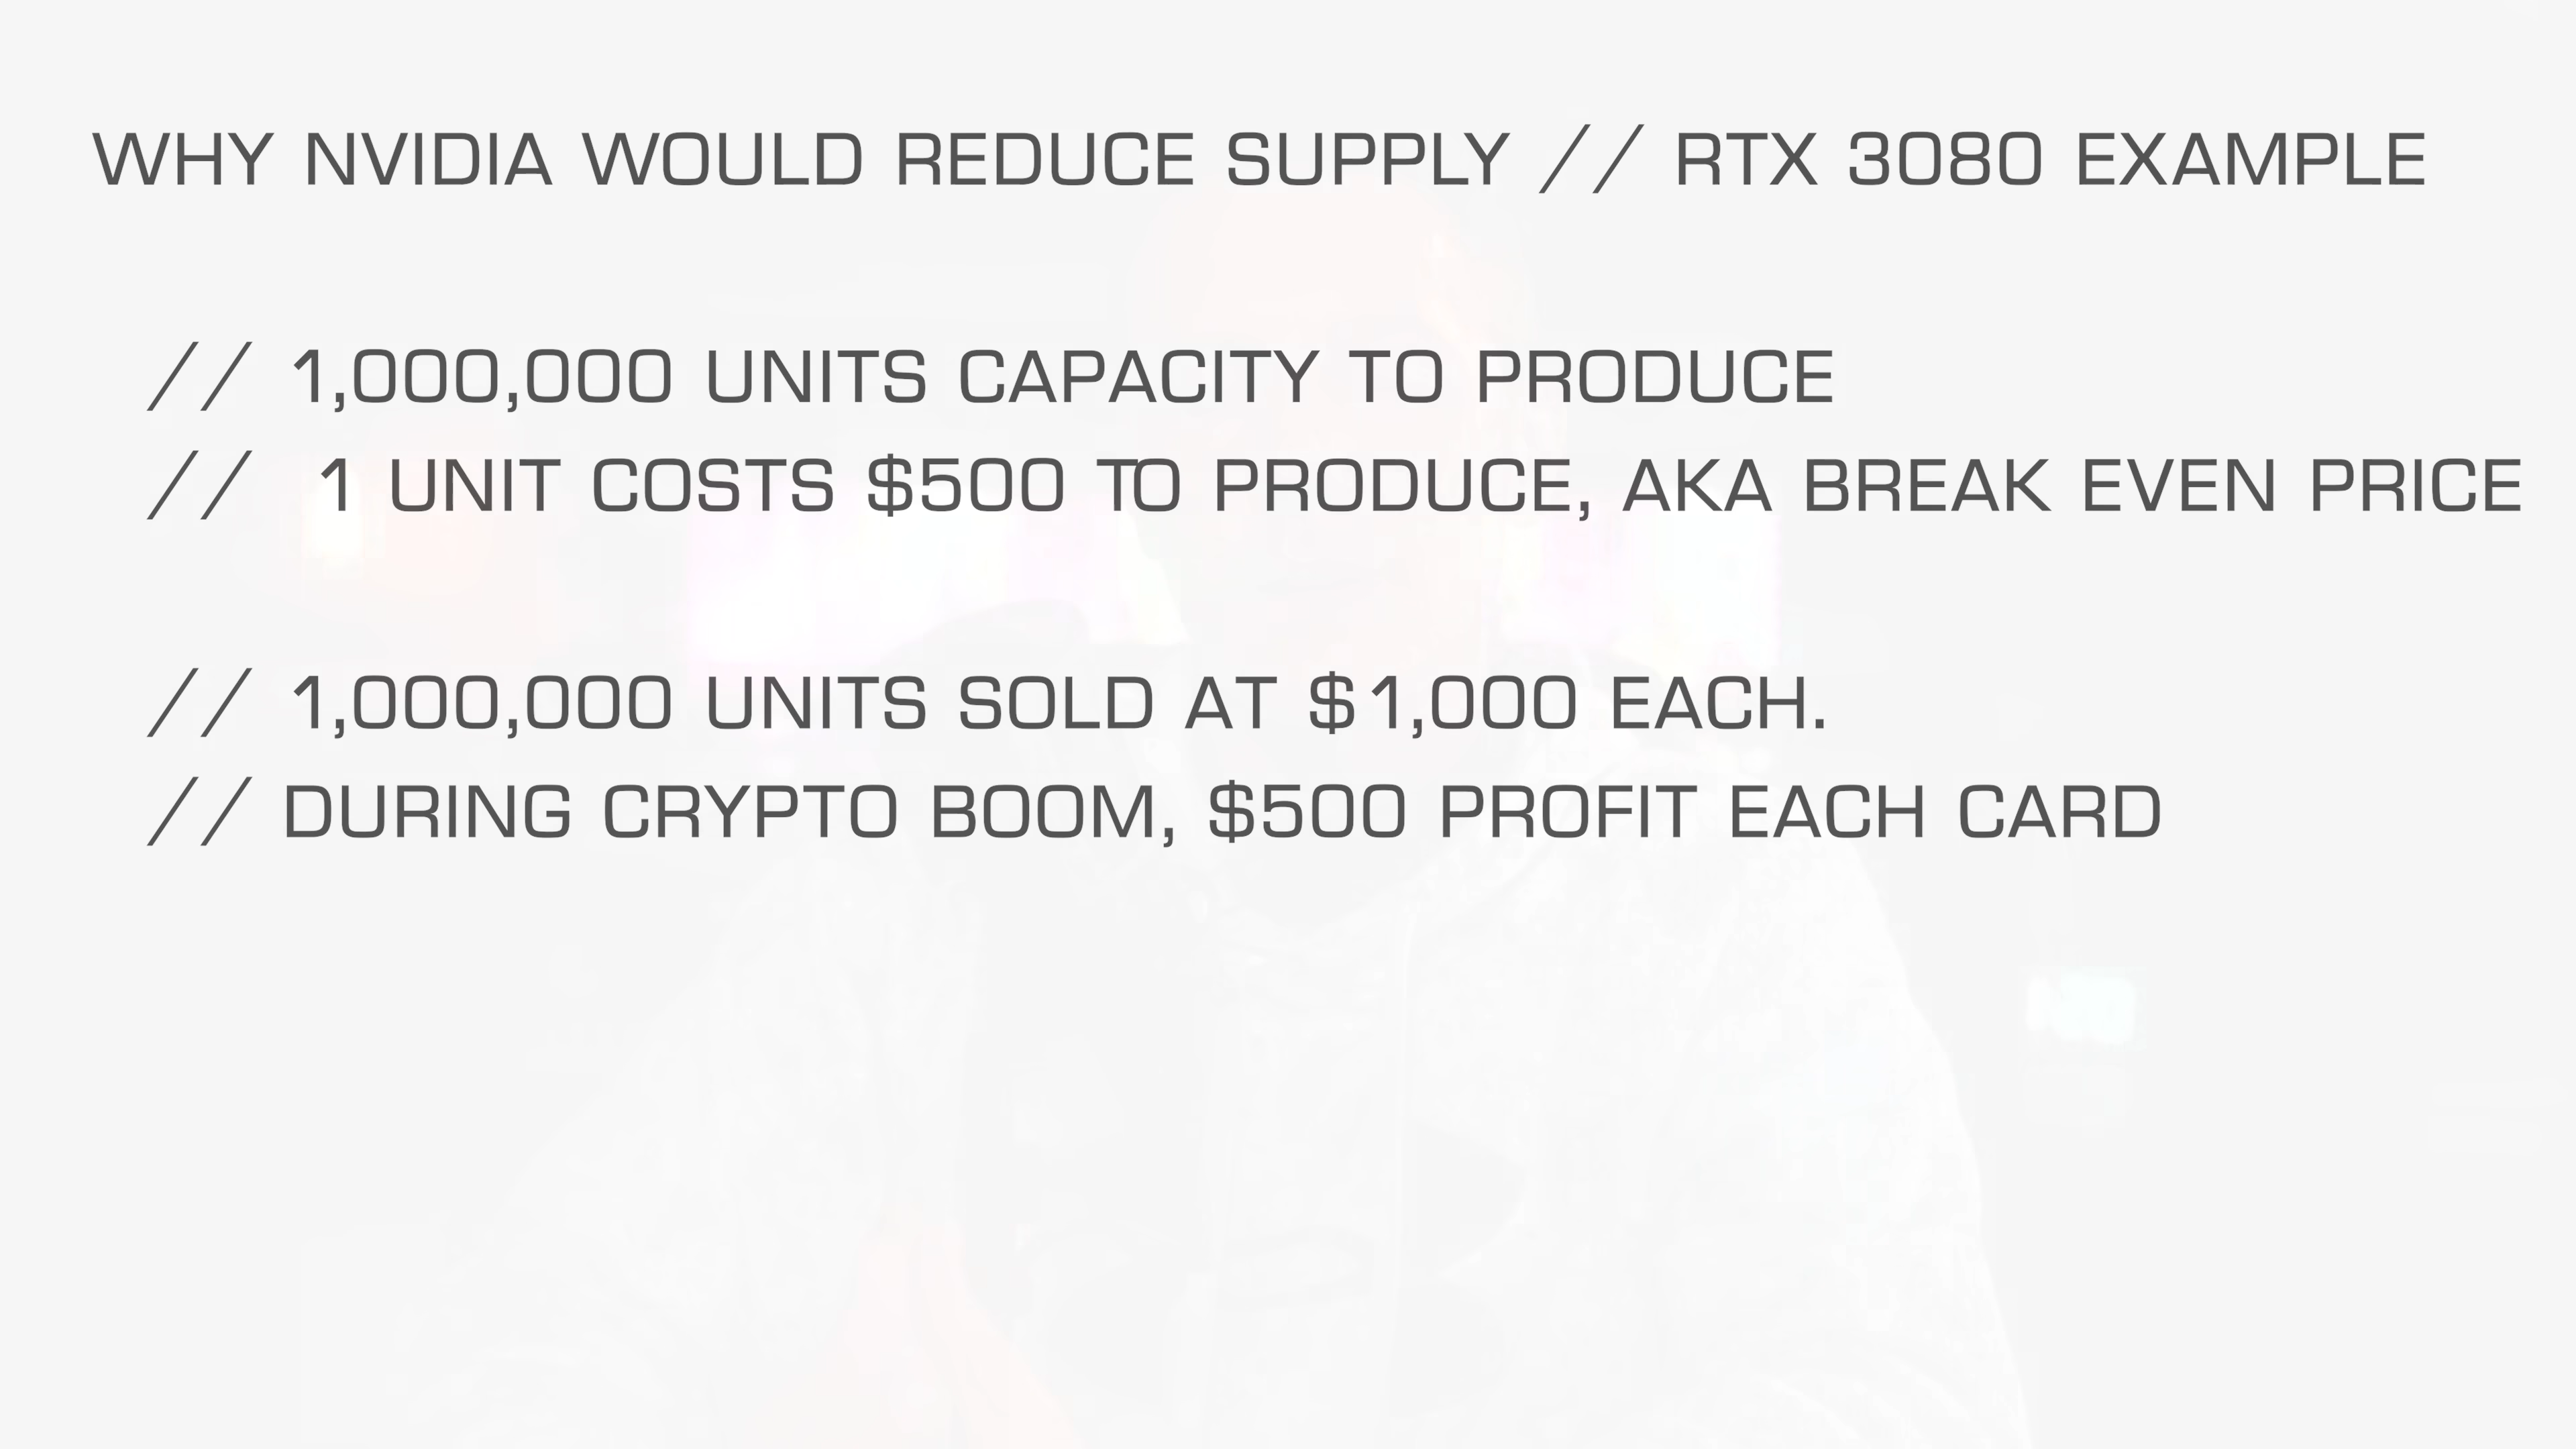 WHY NVIDIA WOULD REDUCE SUPPLY // RTX 3080 EXAMPLE
// 1,000,000 UNITS CAPACITY TO PRODUCE
// 1 UNIT COSTS $500 TO PRODUCE, AKA BREAK EVEN PRICE
// 1,000,000 UNITS SOLD AT $1,000 EACH.
// DURING CRYPTO BOOM, $500 PROFIT EACH CARD